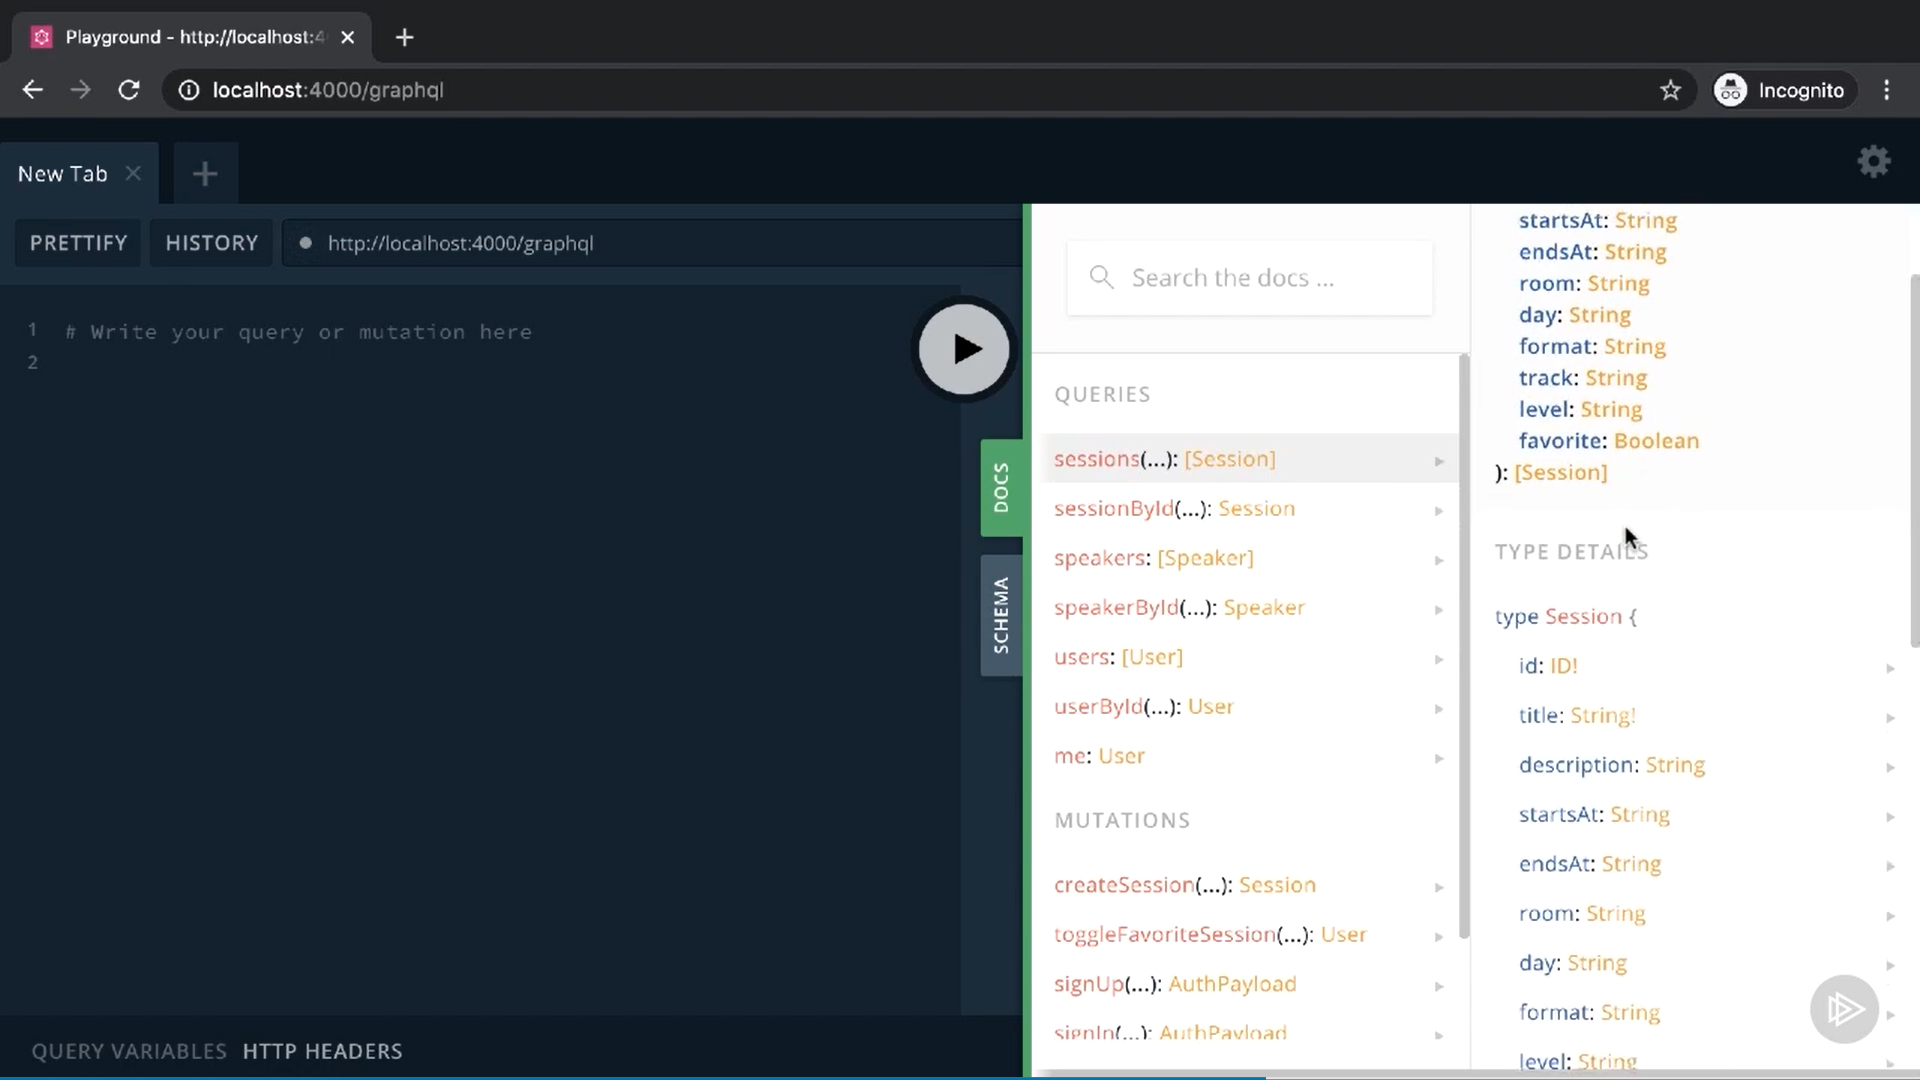 Playground - http://localhost:4
localhost:4000/graphql
Incognito
New Tab
PRETTIFY
HISTORY
http://localhost:4000/graphql
1 # Write your query or mutation here
2
DOCS
SCHEMA
Search the docs ...
QUERIES
sessions(...): [Session]
sessionById(...): Session
speakers: [Speaker]
speakerById(...): Speaker
users: [User]
userById(...): User
me: User
MUTATIONS
createSession(...): Session
toggleFavoriteSession(...): User
signUp(...): AuthPayload
signIn(...): AuthPayload
startsAt: String
endsAt: String
room: String
day: String
format: String
track: String
level: String
favorite: Boolean
): [Session]
TYPE DETAILS
type Session {
id: ID!
title: String!
description: String
startsAt: String
endsAt: String
room: String
day: String
format: String
level: String
QUERY VARIABLES
HTTP HEADERS